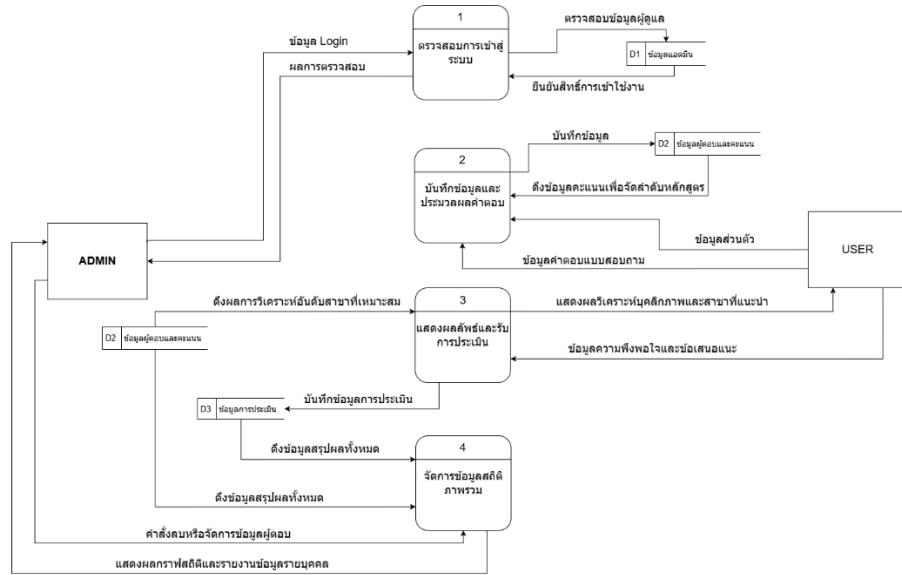 1
ตรวจสอบการเข้าสู่
ระบบ
ข้อมูล Login
ผลการตรวจสอบ
ตรวจสอบข้อมูลผู้ดูแล
D1 ข้อมูลแอดมิน
ยืนยันสิทธิ์การเข้าใช้งาน
2
บันทึกข้อมูลและ
ประมวลผลคำตอบ
บันทึกข้อมูล
D2 ข้อมูลผู้ตอบและคะแนน
ดึงข้อมูลคะแนนเพื่อจัดลำดับหลักสูตร
ADMIN
USER
ข้อมูลส่วนตัว
ข้อมูลคำตอบแบบสอบถาม
ดึงผลการวิเคราะห์อันดับสาขาที่เหมาะสม
3
แสดงผลลัพธ์และรับ
การประเมิน
แสดงผลวิเคราะห์บุคลิกภาพและสาขาที่แนะนำ
D2 ข้อมูลผู้ตอบและคะแนน
ข้อมูลความพึงพอใจและข้อเสนอแนะ
D3 ข้อมูลการประเมิน
บันทึกข้อมูลการประเมิน
4
จัดการข้อมูลสถิติ
ภาพรวม
ดึงข้อมูลสรุปผลทั้งหมด
ดึงข้อมูลสรุปผลทั้งหมด
คำสั่งลบหรือจัดการข้อมูลผู้ตอบ
แสดงผลกราฟสถิติและรายงานข้อมูลรายบุคคล